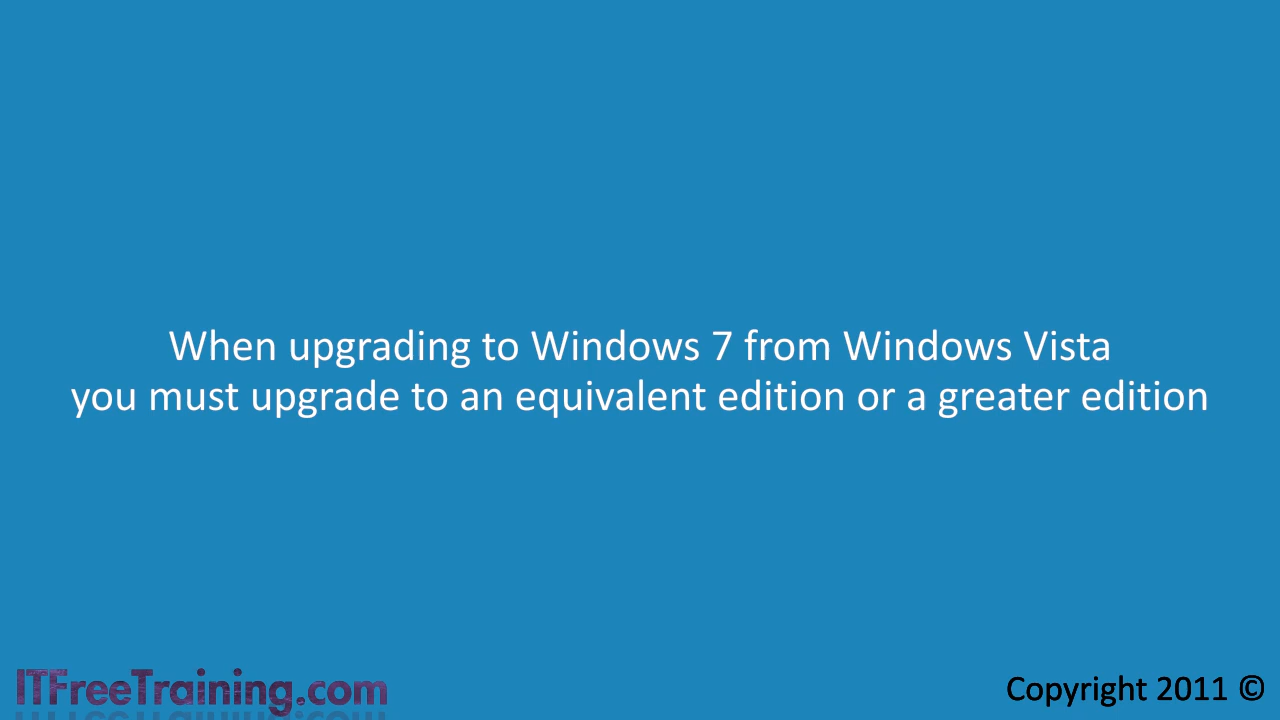 When upgrading to Windows 7 from Windows Vista
you must upgrade to an equivalent edition or a greater edition
ITFreeTraining.com
Copyright 2011 ©